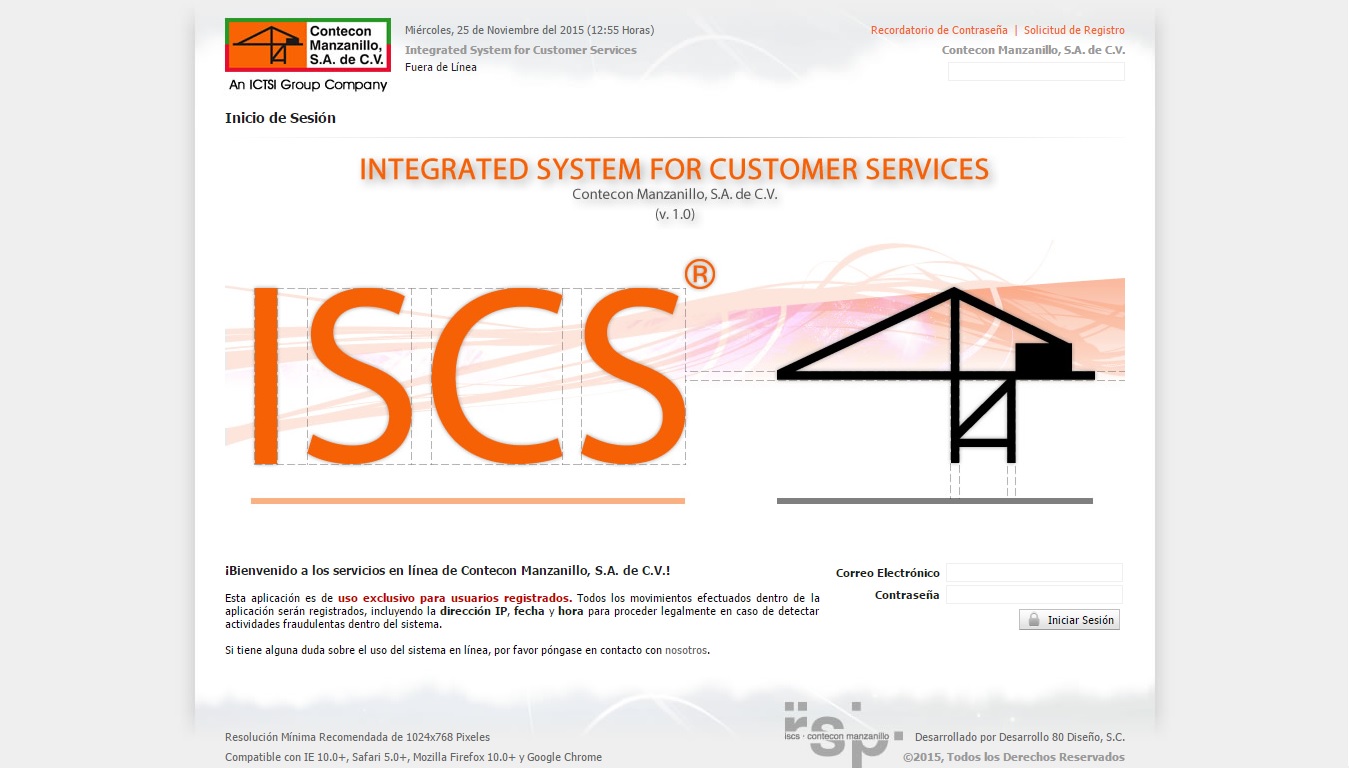 Contecon
Manzanillo,
S.A. de C.V.
An ICTSI Group Company
Miércoles, 25 de Noviembre del 2015 (12:55 Horas)
Integrated System for Customer Services
Fuera de Línea
Recordatorio de Contraseña | Solicitud de Registro
Contecon Manzanillo, S.A. de C.V.
Inicio de Sesión
INTEGRATED SYSTEM FOR CUSTOMER SERVICES
Contecon Manzanillo, S.A. de C.V.
(v. 1.0)
ISCS®
¡Bienvenido a los servicios en línea de Contecon Manzanillo, S.A. de C.V.!
Esta aplicación es de uso exclusivo para usuarios registrados. Todos los movimientos efectuados dentro de la
aplicación serán registrados, incluyendo la dirección IP, fecha y hora para proceder legalmente en caso de detectar
actividades fraudulentas dentro del sistema.
Si tiene alguna duda sobre el uso del sistema en línea, por favor póngase en contacto con nosotros.
Correo Electrónico
Contraseña
Iniciar Sesión
Resolución Mínima Recomendada de 1024x768 Pixeles
Compatible con IE 10.0+, Safari 5.0+, Mozilla Firefox 10.0+ y Google Chrome
rsp
iscs · contecon manzanillo
Desarrollado por Desarrollo 80 Diseño, S.C.
©2015, Todos los Derechos Reservados